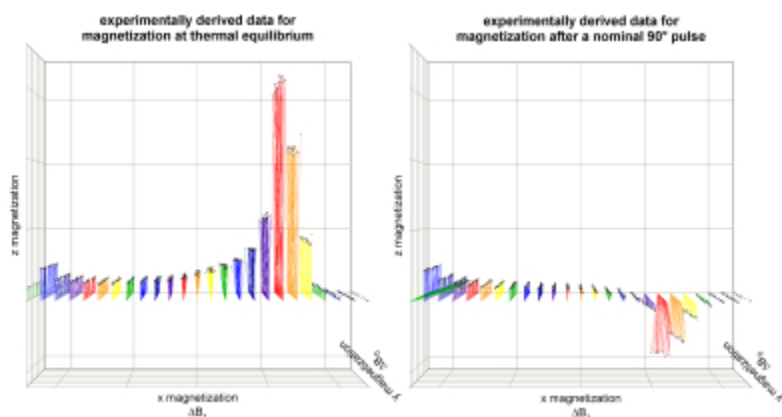 experimentally derived data for
magnetization at thermal equilibrium
z magnetization
x magnetization
ΔB₁
y magnetization
ΔB₀
experimentally derived data for
magnetization after a nominal 90° pulse
z magnetization
x magnetization
y magnetization
ΔB₀